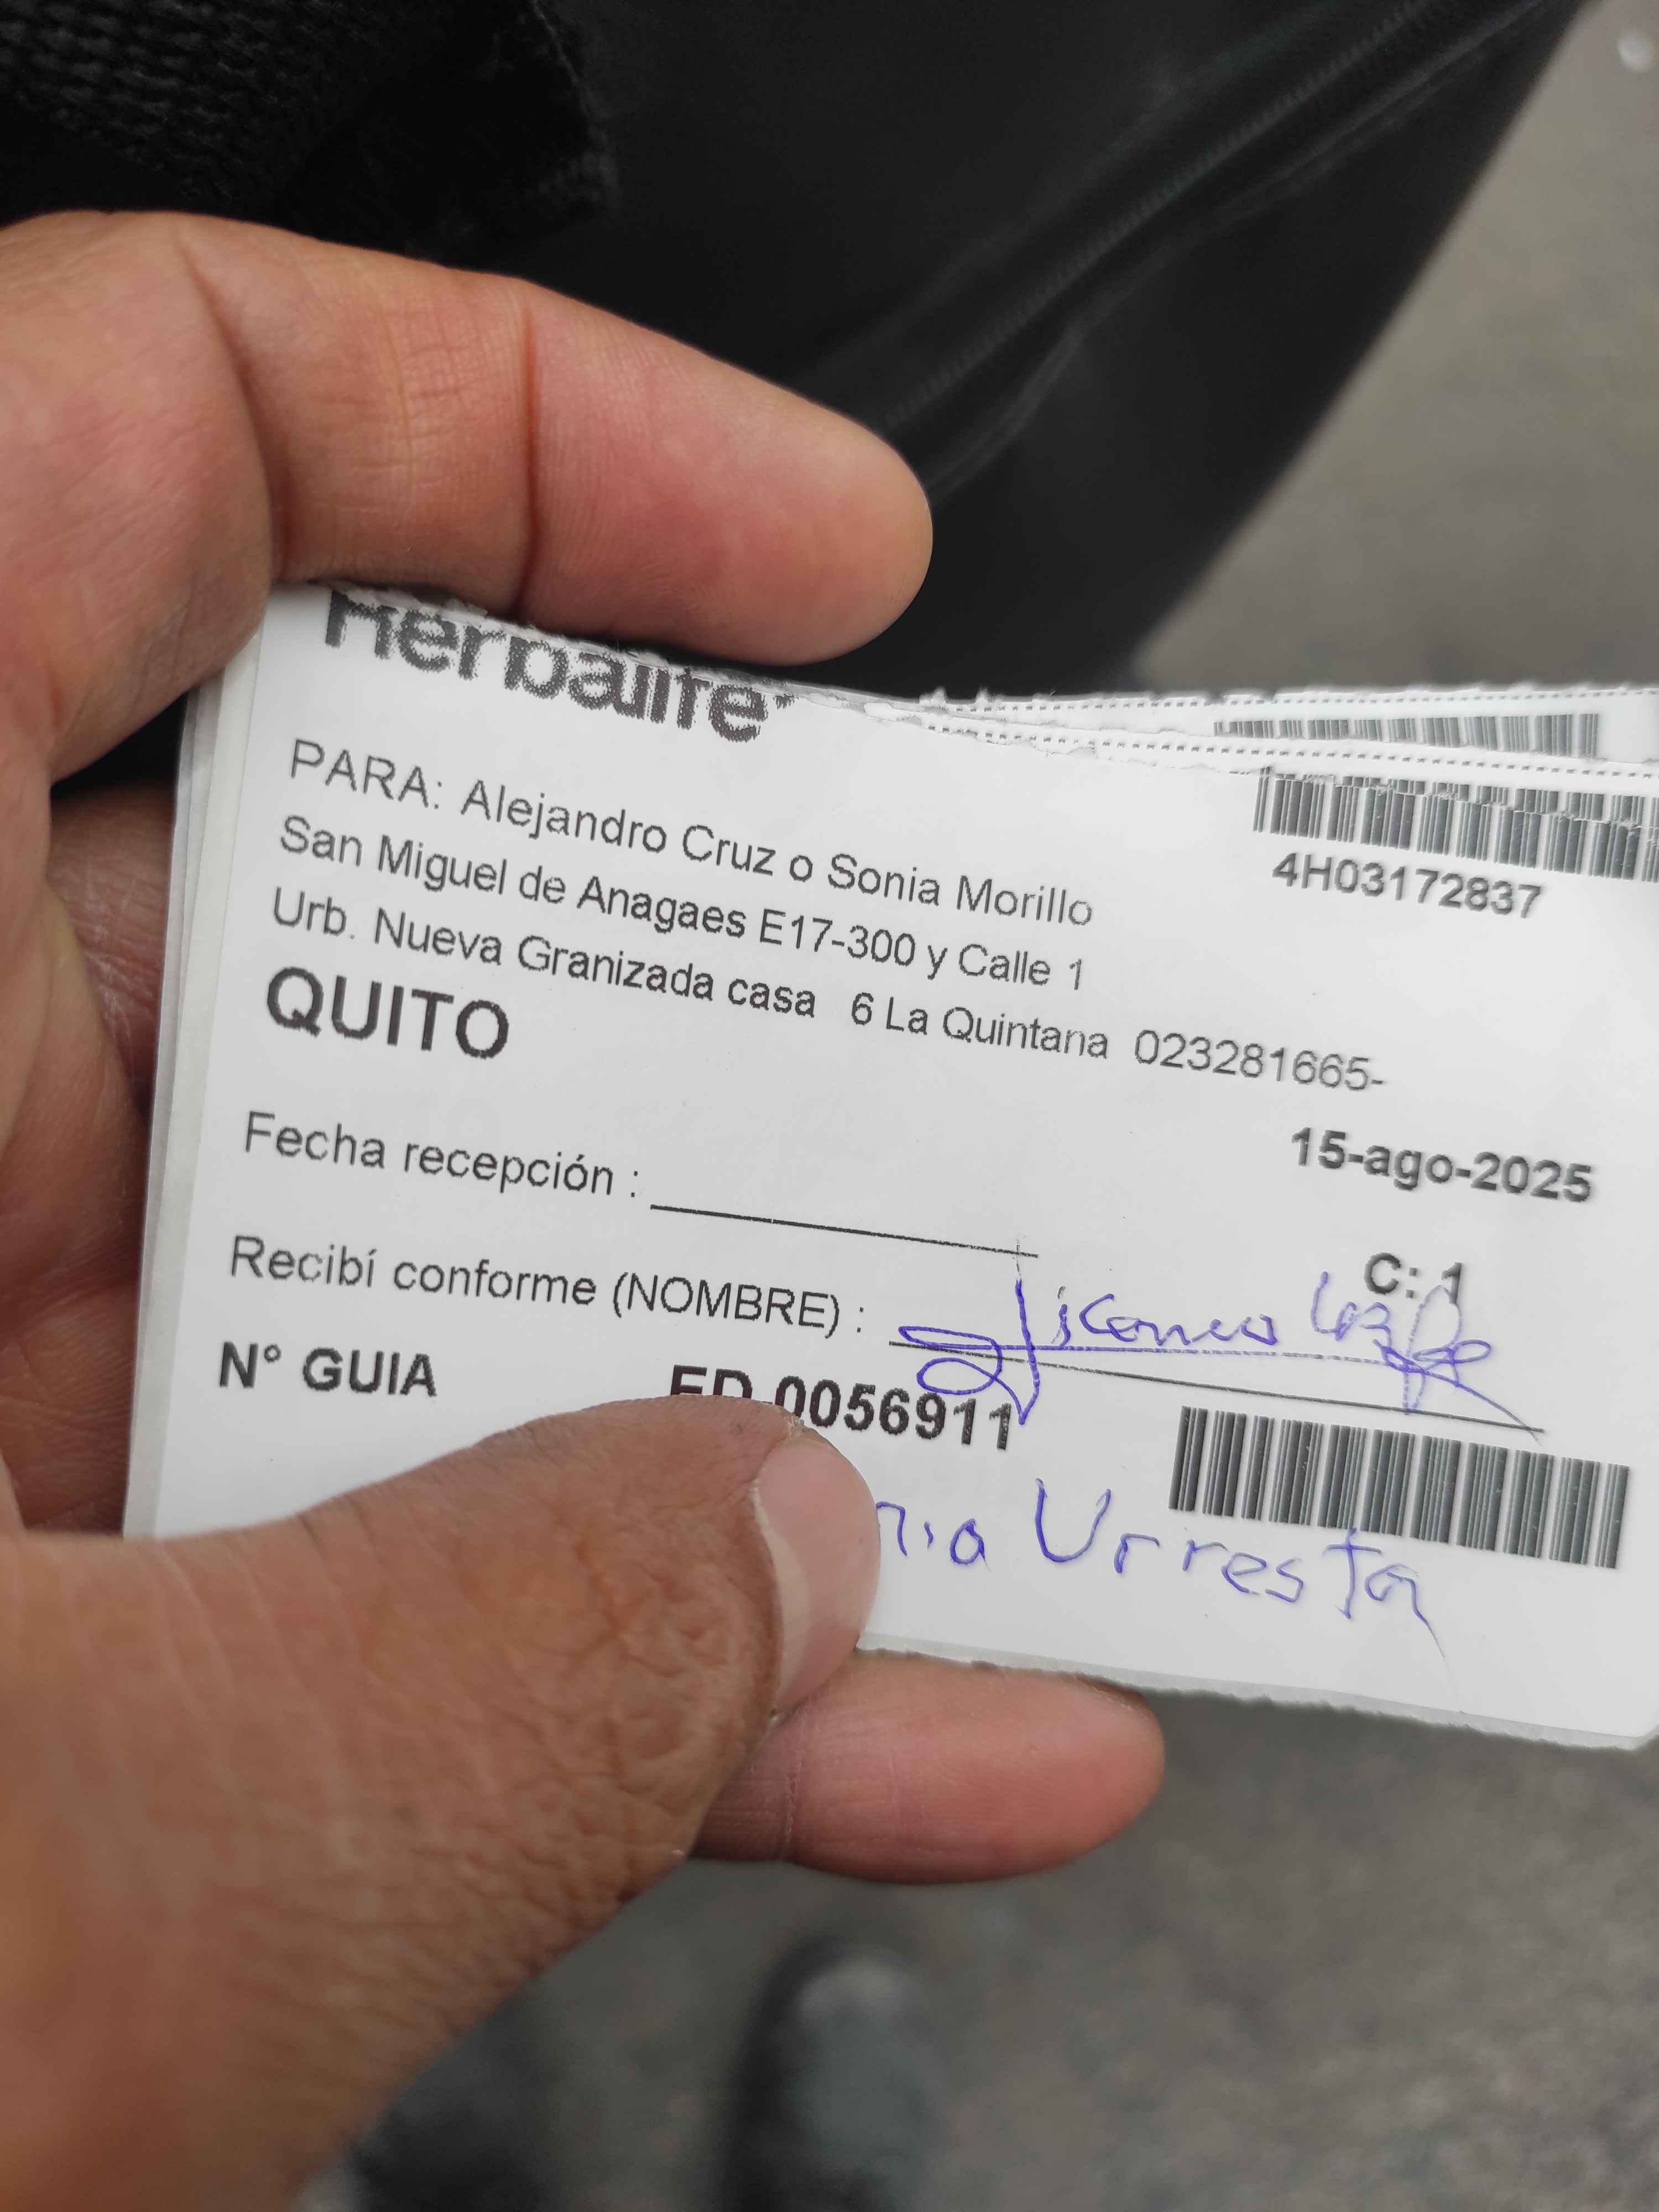 Herbalife
PARA: Alejandro Cruz o Sonia Morillo
4H03172837
San Miguel de Anagaes E17-300 y Calle 1
Urb. Nueva Granizada casa 6 La Quintana 023281665-
QUITO
15-ago-2025
Fecha recepción :
C: 1
Recibí conforme (NOMBRE) :
N° GUIA 0056911
Urresta